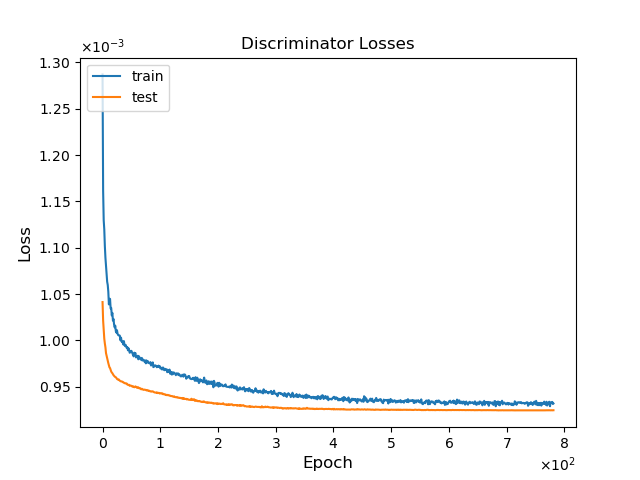 Discriminator Losses
×10⁻³
1.30
1.25
1.20
1.15
1.10
1.05
1.00
0.95
Loss
train
test
0 1 2 3 4 5 6 7 8
Epoch
×10²